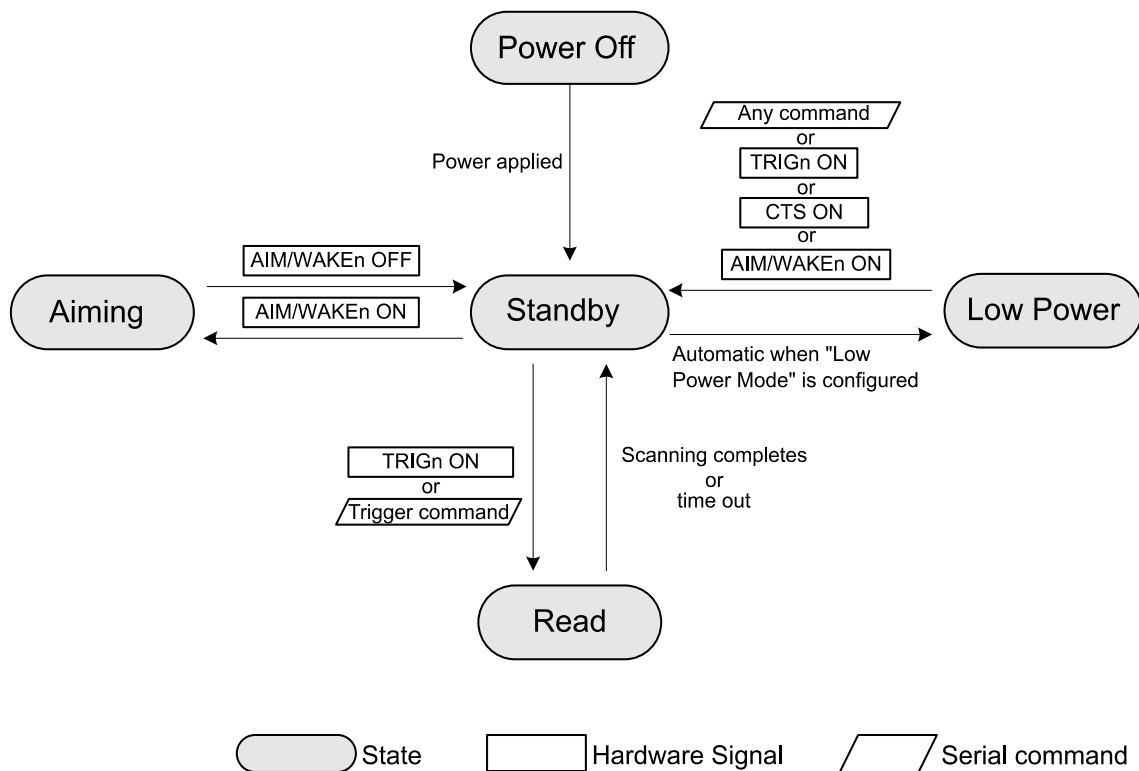 Power Off
Any command
or
TRIGn ON
or
CTS ON
or
AIM/WAKEn ON
Power applied
AIM/WAKEn OFF
AIM/WAKEn ON
Aiming
Standby
Low Power
Automatic when "Low
Power Mode" is configured
TRIGn ON
or
Trigger command
Scanning completes
or
time out
Read
State
Hardware Signal
Serial command